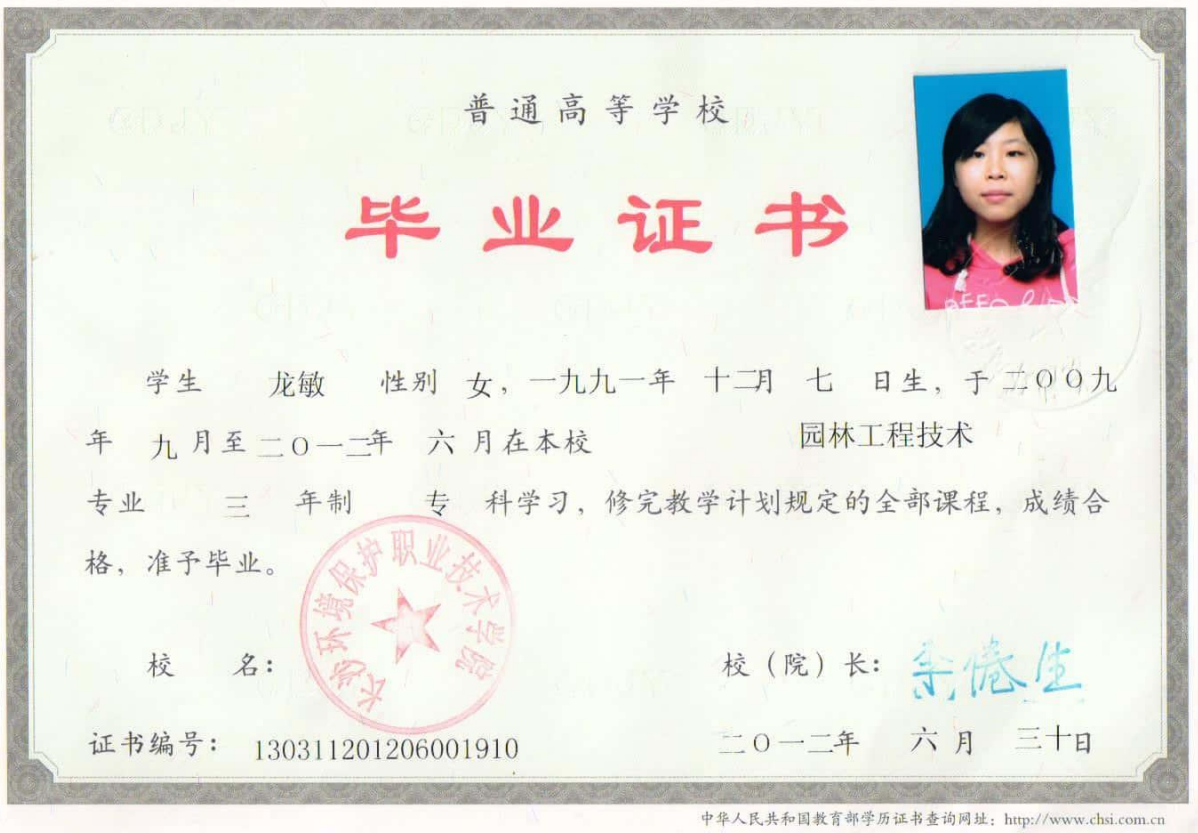 普通高等学校
毕业证书
学生 龙敏 性别 女，一九九一年 十二月 七 日生，于 二〇〇九
年 九 月至 二〇一二年 六 月在本校 园林工程技术
专业 三 年制 专 科学习，修完教学计划规定的全部课程，成绩合
格，准予毕业。
长沙环境保护职业技术学院
校 名：
校（院）长：
证书编号：130311201206001910
二〇一二年 六 月 三十日
中华人民共和国教育部学历证书查询网址：http://www.chsi.com.cn